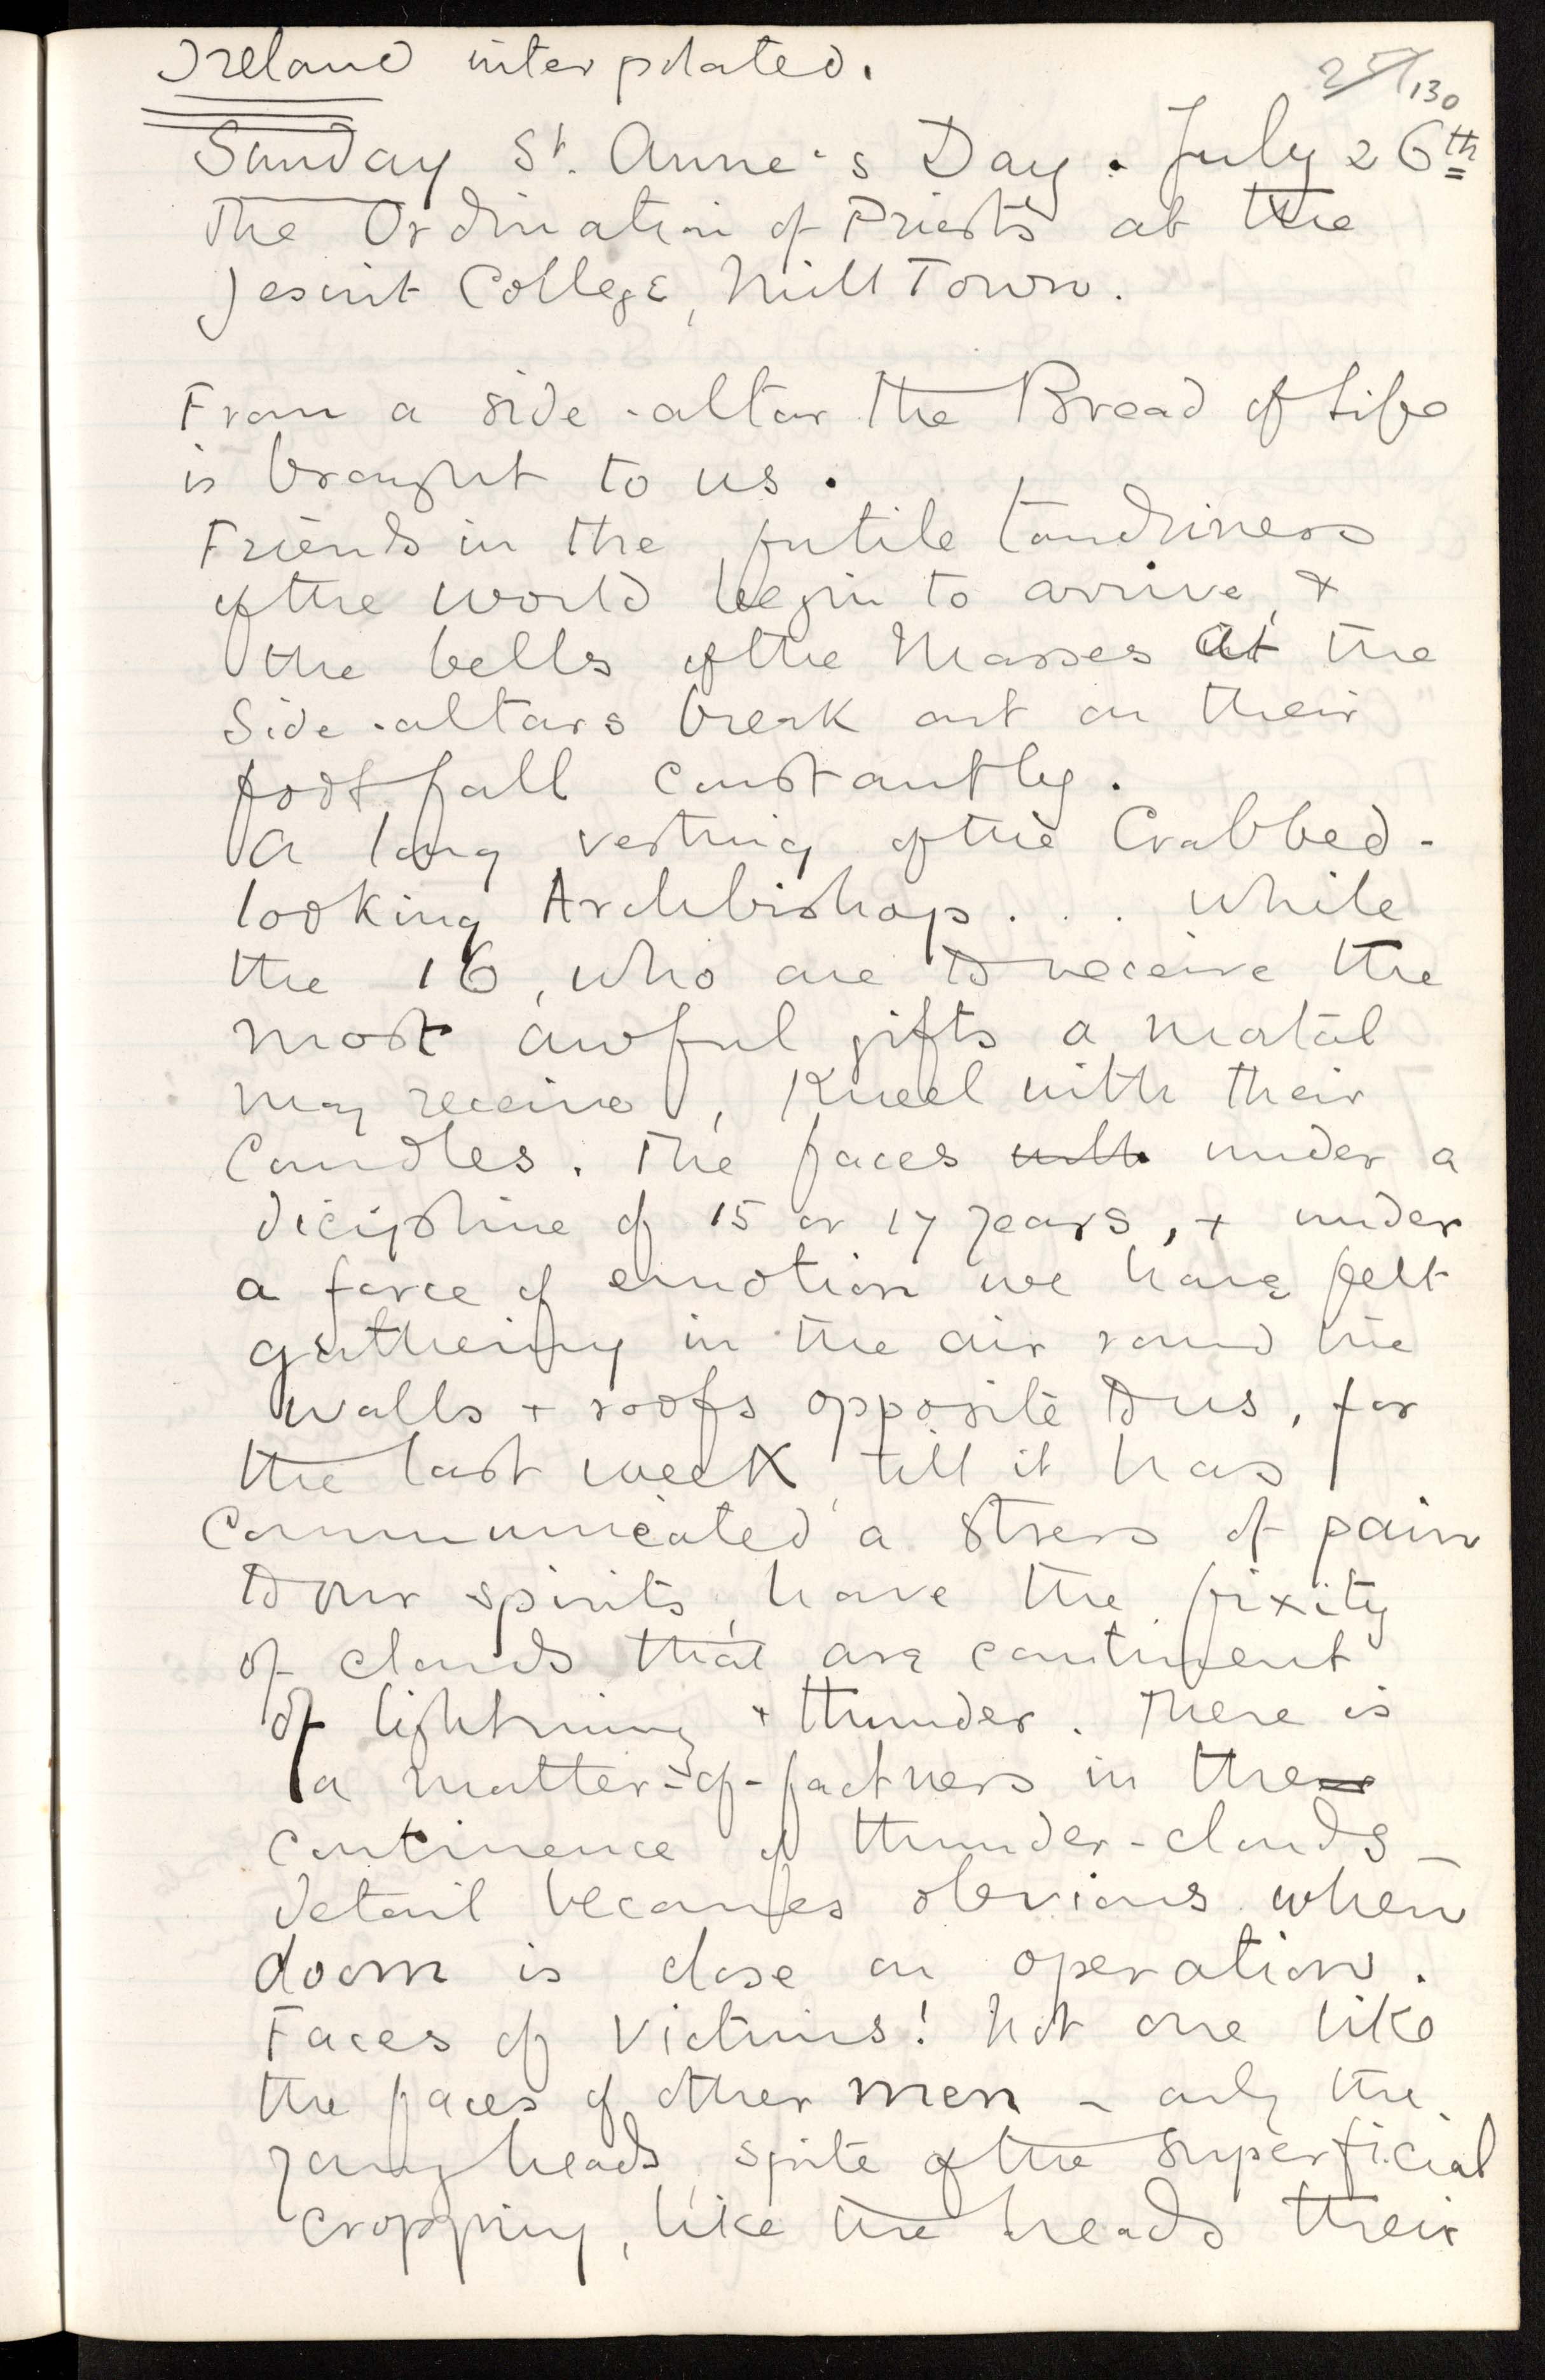 Ireland interpolated.
25/130
Sunday St. Anne's Day. July 26th
The Ordination of Priests at the
Jesuit College, Mill Town.
From a side-altar the Bread of Life
is brought to us.
Friends in the futile tawdriness
of the world begin to arrive, &
the bells of the Masses at the
Side-altars break out on their
footfall constantly.
A long vesting of the Crabbed-
looking Archbishop . . . while
the 16, who are to receive the
most awful gifts a mortal
may receive, kneel with their
Candles. The faces with under a
dicipline of 15 or 17 years, + under
a force of emotion we have felt
gathering in the air round the
walls + roofs opposite to us, for
the last week, till it has
communicated a stress of pain
to our spirits, have the fixity
of clouds that are continent
of lightning + thunder. There is
a matter-of-factness in the
continence of thunder-clouds –
detail becomes obvious when
doom is close on operation.
Faces of victims! Not one like
the faces of other men – only the
young heads, spite of the superficial
cropping, like the heads their